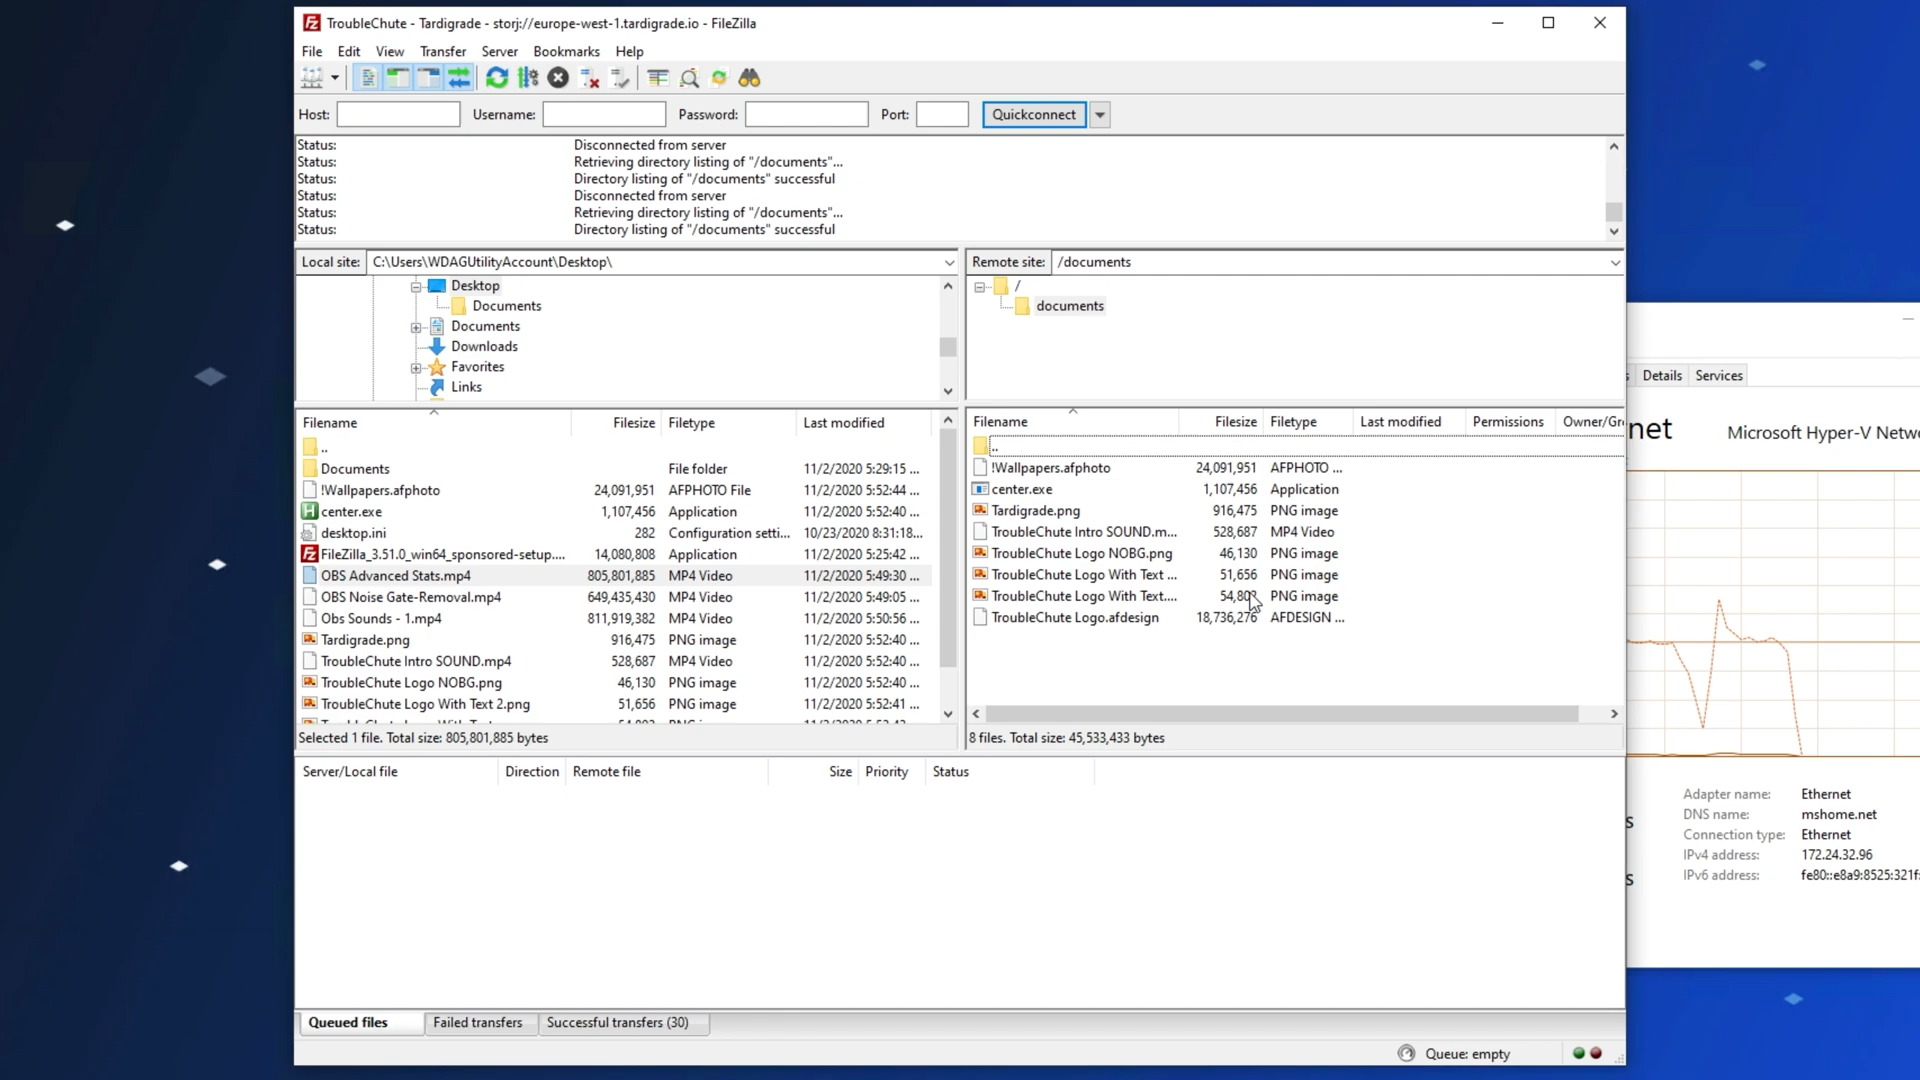 TroubleChute - Tardigrade - storj://europe-west-1.tardigrade.io - FileZilla
File Edit View Transfer Server Bookmarks Help
Host: Username: Password: Port: Quickconnect
Status: Disconnected from server
Status: Retrieving directory listing of "/documents"...
Status: Directory listing of "/documents" successful
Status: Disconnected from server
Status: Retrieving directory listing of "/documents"...
Status: Directory listing of "/documents" successful
Local site: C:\Users\WDAGUtilityAccount\Desktop\
Desktop
Documents
Documents
Downloads
Favorites
Links
Remote site: /documents
/
documents
Filename Filesize Filetype Last modified
..
Documents File folder 11/2/2020 5:29:15 ...
!Wallpapers.afphoto 24,091,951 AFPHOTO File 11/2/2020 5:52:44 ...
center.exe 1,107,456 Application 11/2/2020 5:52:40 ...
desktop.ini 282 Configuration setti... 10/23/2020 8:31:18...
FileZilla_3.51.0_win64_sponsored-setup.... 14,080,808 Application 11/2/2020 5:25:42 ...
OBS Advanced Stats.mp4 805,801,885 MP4 Video 11/2/2020 5:49:30 ...
OBS Noise Gate-Removal.mp4 649,435,430 MP4 Video 11/2/2020 5:49:05 ...
Obs Sounds - 1.mp4 811,919,382 MP4 Video 11/2/2020 5:50:56 ...
Tardigrade.png 916,475 PNG image 11/2/2020 5:52:40 ...
TroubleChute Intro SOUND.mp4 528,687 MP4 Video 11/2/2020 5:52:40 ...
TroubleChute Logo NOBG.png 46,130 PNG image 11/2/2020 5:52:40 ...
TroubleChute Logo With Text 2.png 51,656 PNG image 11/2/2020 5:52:41 ...
Selected 1 file. Total size: 805,801,885 bytes
Filename Filesize Filetype Last modified Permissions Owner/Gr
..
!Wallpapers.afphoto 24,091,951 AFPHOTO ...
center.exe 1,107,456 Application
Tardigrade.png 916,475 PNG image
TroubleChute Intro SOUND.m... 528,687 MP4 Video
TroubleChute Logo NOBG.png 46,130 PNG image
TroubleChute Logo With Text ... 51,656 PNG image
TroubleChute Logo With Text.... PNG image
TroubleChute Logo.afdesign 18,736,276 AFDESIGN ...
8 files. Total size: 45,533,433 bytes
Server/Local file Direction Remote file Size Priority Status
Queued files Failed transfers Successful transfers (30)
Queue: empty
s Details Services
net Microsoft Hyper-V Netw
Adapter name: Ethernet
DNS name: mshome.net
Connection type: Ethernet
IPv4 address: 172.24.32.96
IPv6 address: fe80::e8a9:8525:321f: